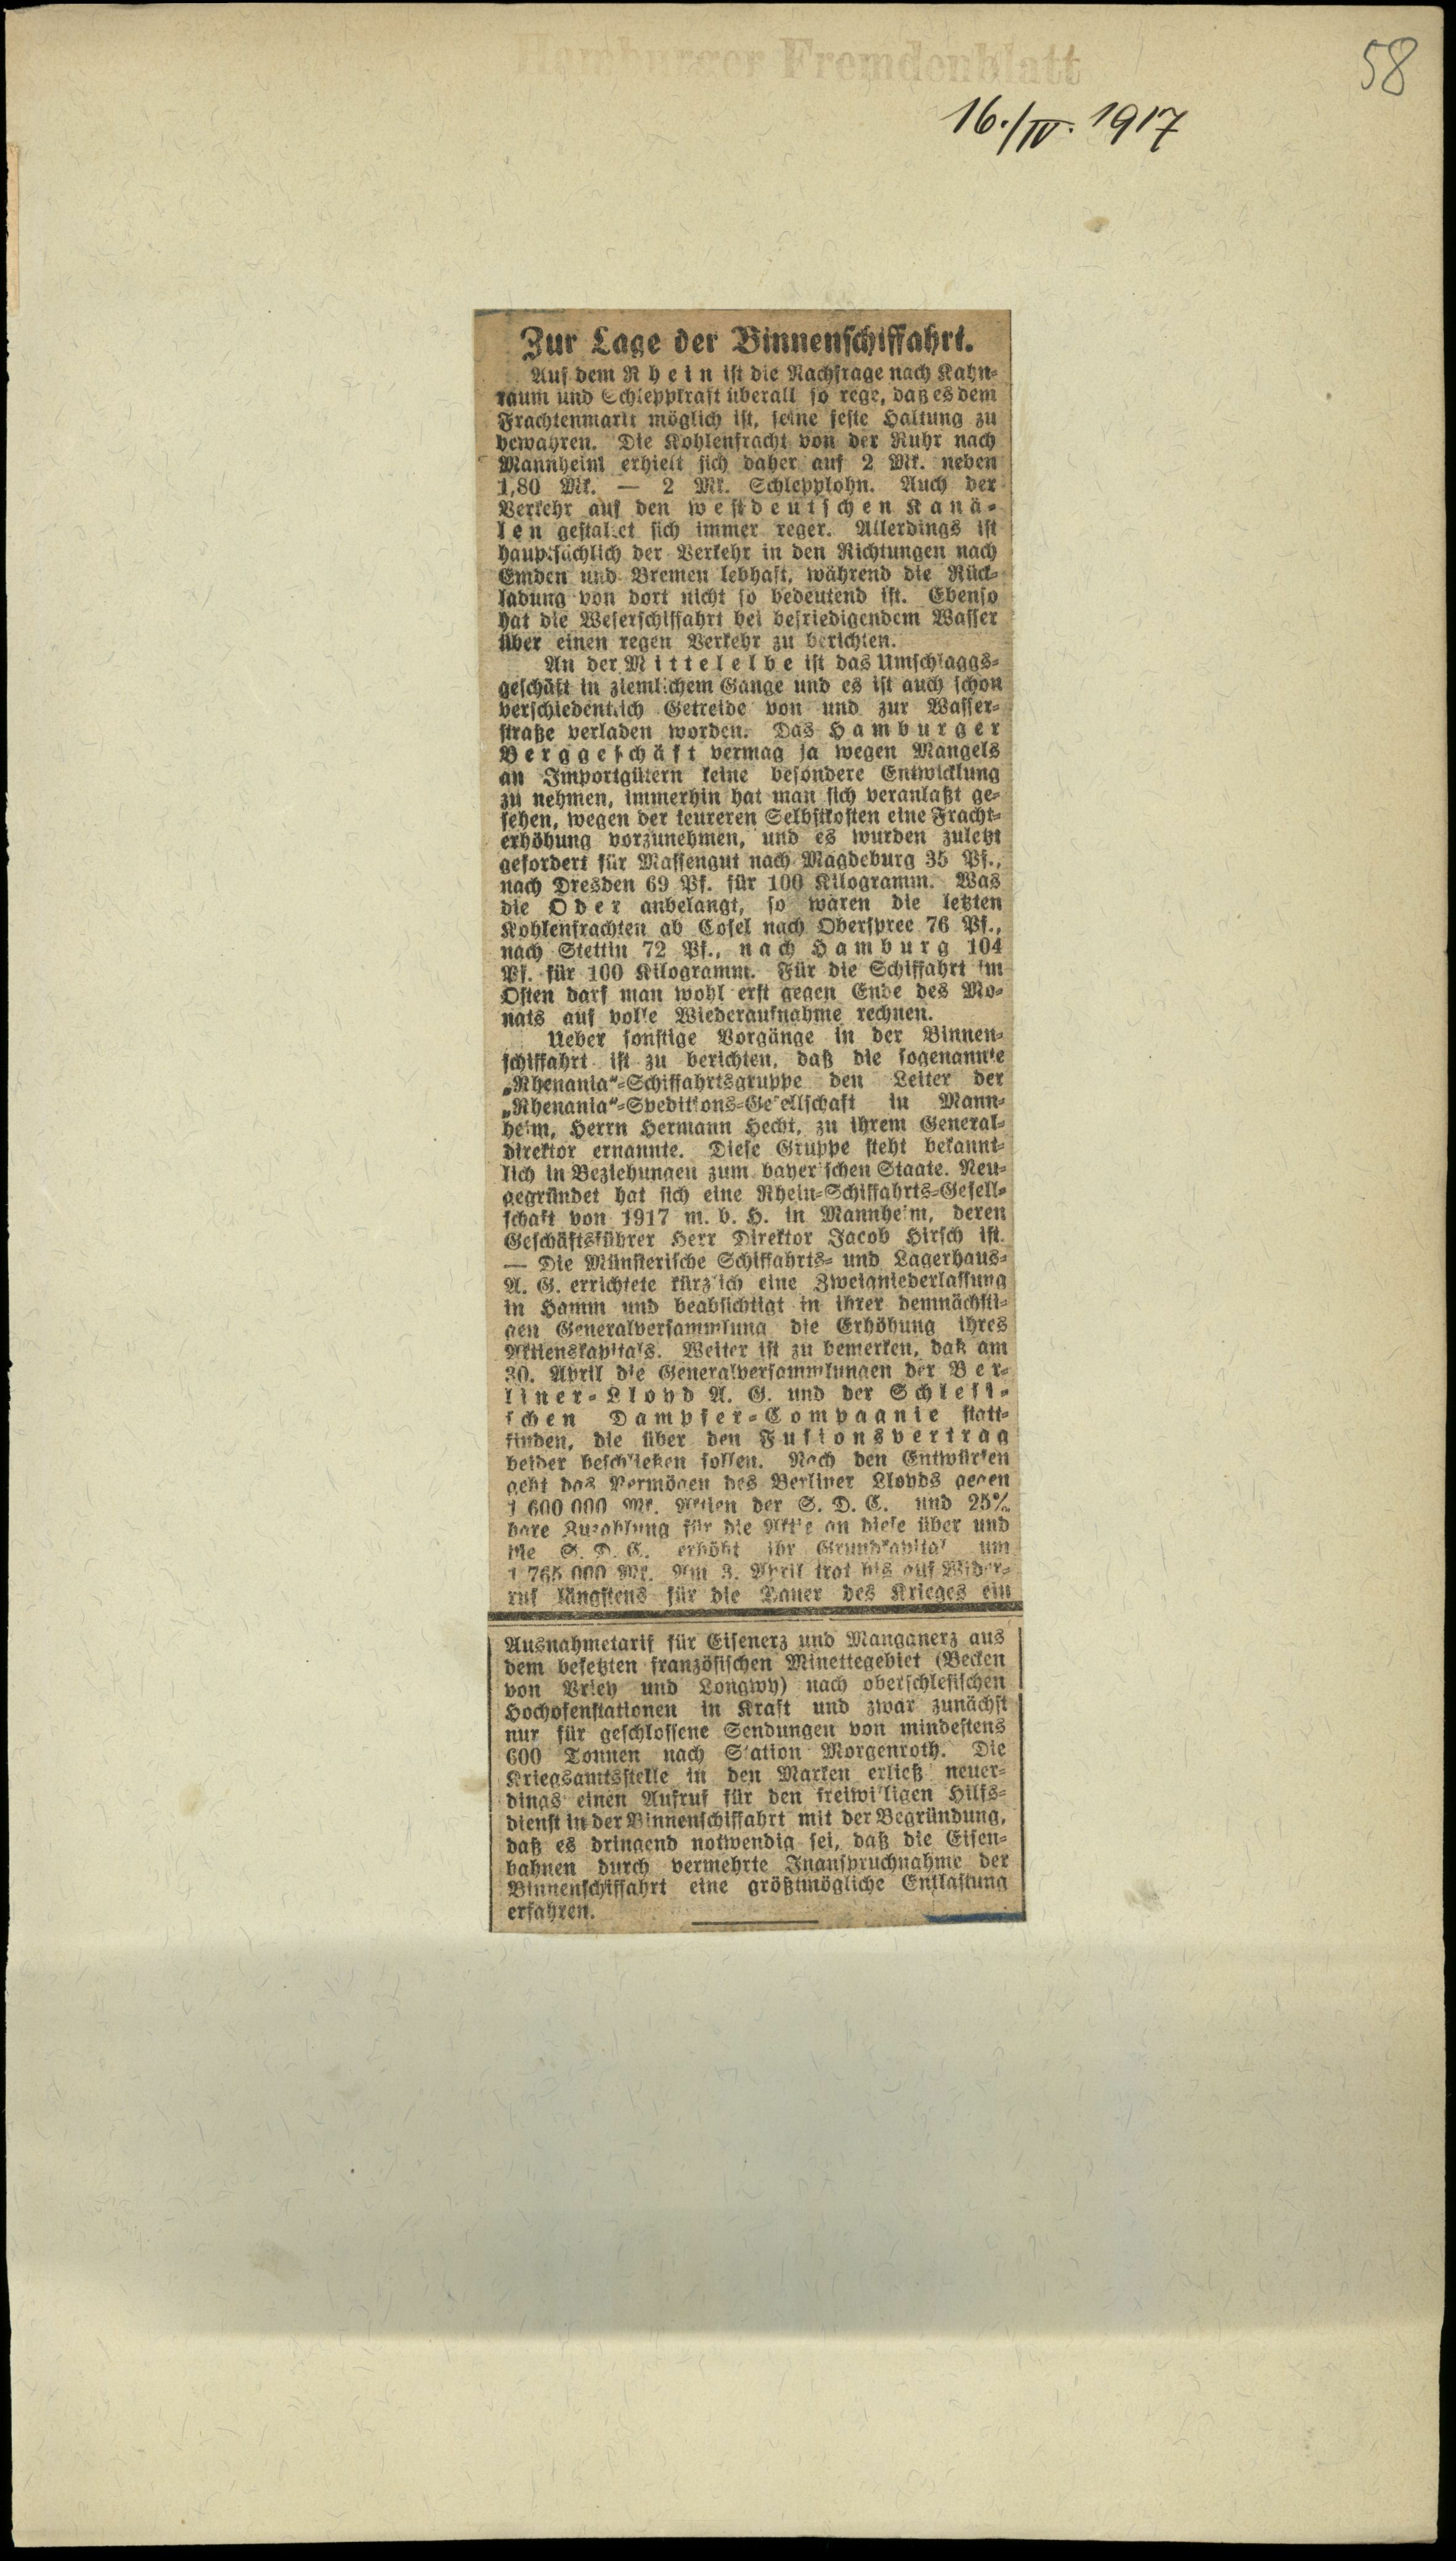 Hamburger Fremdenblatt
58
16./IV. 1917
Zur Lage der Binnenschiffahrt.
Auf dem Rhein ist die Nachfrage nach Kahn-
raum und Schleppkraft überall so rege, daß es dem
Frachtenmarkt möglich ist, seine feste Haltung zu
bewahren. Die Kohlenfracht von der Ruhr nach
Mannheim erhielt sich daher auf 2 Mk. neben
1,80 Mk. — 2 Mk. Schlepplohn. Auch der
Verkehr auf den westdeutschen Kanä-
len gestaltet sich immer reger. Allerdings ist
hauptsächlich der Verkehr in den Richtungen nach
Emden und Bremen lebhaft, während die Rück-
ladung von dort nicht so bedeutend ist. Ebenso
hat die Weserschiffahrt bei befriedigendem Wasser
über einen regen Verkehr zu berichten.
An der Mittelelbe ist das Umschlaggs-
geschäft in ziemlichem Gange und es ist auch schon
verschiedentlich Getreide von und zur Wasser-
straße verladen worden. Das Hamburger
Berggeschäft vermag ja wegen Mangels
an Importgütern keine besondere Entwicklung
zu nehmen, immerhin hat man sich veranlaßt ge-
sehen, wegen der teureren Selbstkosten eine Fracht-
erhöhung vorzunehmen, und es wurden zuletzt
gefordert für Massengut nach Magdeburg 35 Pf.,
nach Dresden 69 Pf. für 100 Kilogramm. Was
die Oder anbelangt, so waren die letzten
Kohlenfrachten ab Cosel nach Oberspree 76 Pf.,
nach Stettin 72 Pf., nach Hamburg 104
Pf. für 100 Kilogramm. Für die Schiffahrt im
Osten darf man wohl erst gegen Ende des Mo-
nats auf volle Wiederaufnahme rechnen.
Ueber sonstige Vorgänge in der Binnen-
schiffahrt ist zu berichten, daß die sogenannte
„Rhenania“-Schiffahrtsgruppe den Leiter der
„Rhenania“-Speditions-Gesellschaft in Mann-
heim, Herrn Hermann Hecht, zu ihrem General-
direktor ernannte. Diese Gruppe steht bekannt-
lich in Beziehungen zum bayerischen Staate. Neu-
gegründet hat sich eine Rhein-Schiffahrts-Gesell-
schaft von 1917 m. b. H. in Mannheim, deren
Geschäftsführer Herr Direktor Jacob Hirsch ist.
— Die Münsterische Schiffahrts- und Lagerhaus-
A. G. errichtete kürzlich eine Zweigniederlassung
in Hamm und beabsichtigt in ihrer demnächsti-
gen Generalversammlung die Erhöhung ihres
Aktienskapitals. Weiter ist zu bemerken, daß am
30. April die Generalversammlungen der Ber-
liner-Lloyd A. G. und der Schlesi-
schen Dampfer-Compagnie statt-
finden, die über den Fusionsvertrag
beider beschließen sollen. Nach den Entwürfen
geht das Vermögen des Berliner Lloyds gegen
1 600 000 Mk. Aktien der S. D. C. und 25%
bare Zuzahlung für die Aktie an diese über und
die S. D. C. erhöht ihr Grundkapital um
1 765 000 Mk. Am 3. April trat bis auf Wider-
ruf längstens für die Dauer des Krieges ein
Ausnahmetarif für Eisenerz und Manganerz aus
dem besetzten französischen Minettegebiet (Becken
von Briey und Longwy) nach oberschlesischen
Hochofenstationen in Kraft und zwar zunächst
nur für geschlossene Sendungen von mindestens
600 Tonnen nach Station Morgenroth. Die
Kriegsamtsstelle in den Marken erließ neuer-
dings einen Aufruf für den freiwilligen Hilfs-
dienst in der Binnenschiffahrt mit der Begründung,
daß es dringend notwendig sei, daß die Eisen-
bahnen durch vermehrte Inanspruchnahme der
Binnenschiffahrt eine größtmögliche Entlastung
erfahren.